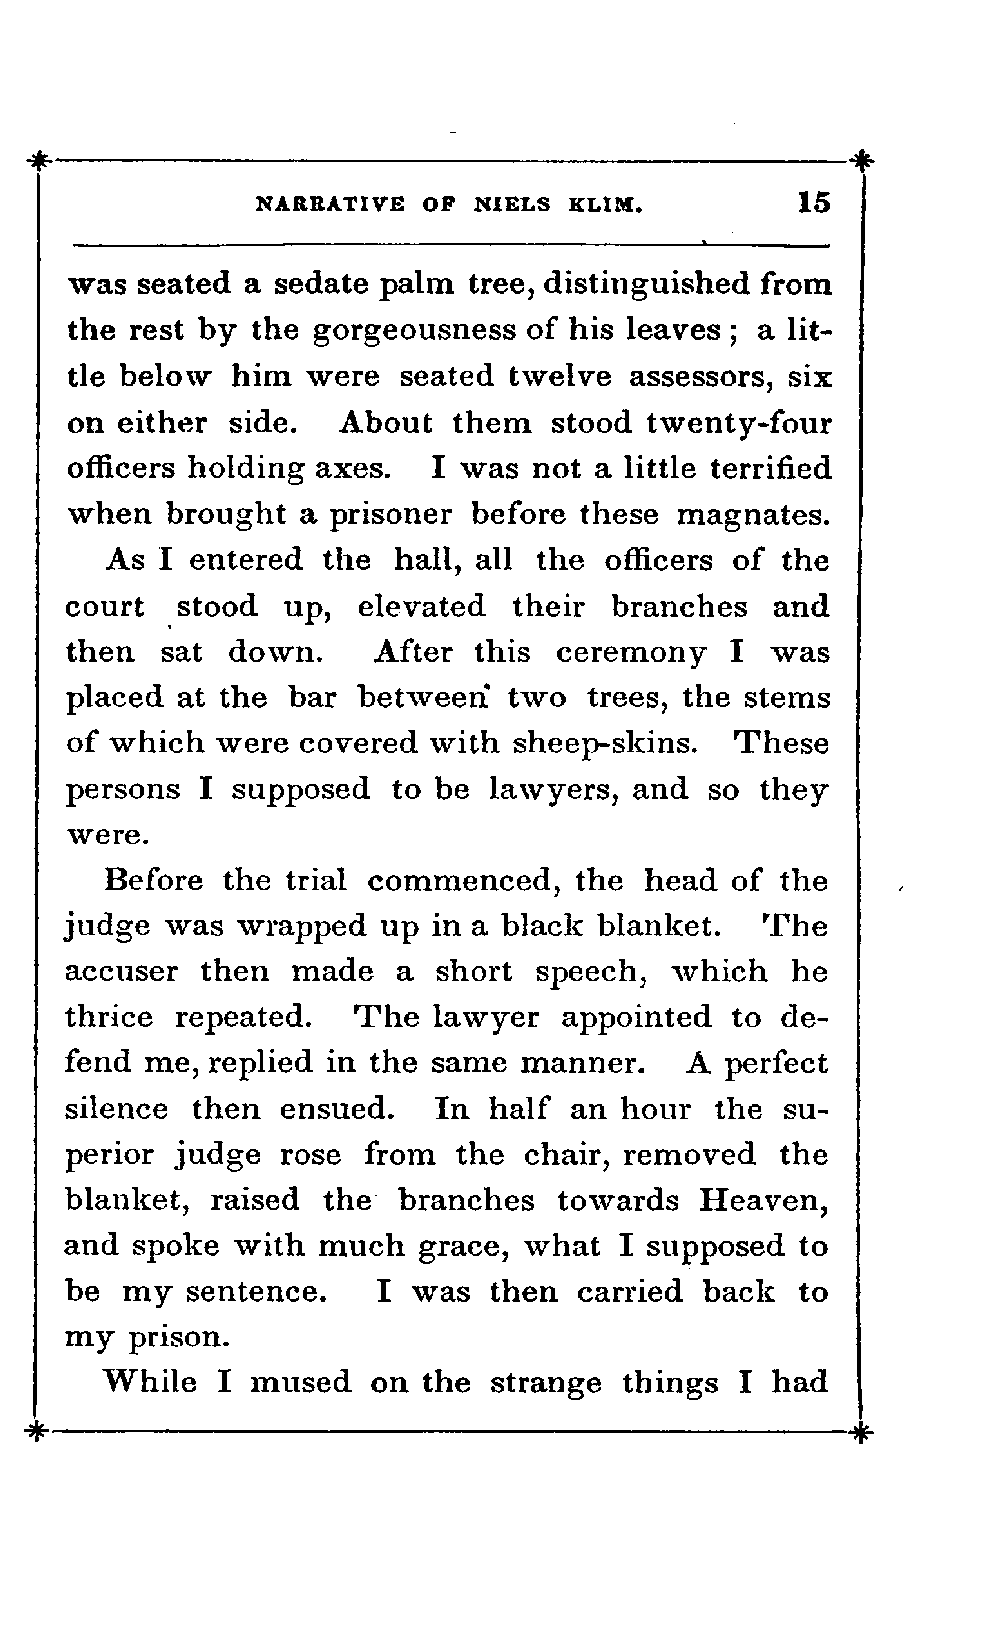 NARRATIVE OF NIELS KLIM. 15
was seated a sedate palm tree, distinguished from
the rest by the gorgeousness of his leaves; a lit-
tle below him were seated twelve assessors, six
on either side. About them stood twenty-four
officers holding axes. I was not a little terrified
when brought a prisoner before these magnates.
As I entered the hall, all the officers of the
court stood up, elevated their branches and
then sat down. After this ceremony I was
placed at the bar between two trees, the stems
of which were covered with sheep-skins. These
persons I supposed to be lawyers, and so they
were.
Before the trial commenced, the head of the
judge was wrapped up in a black blanket. The
accuser then made a short speech, which he
thrice repeated. The lawyer appointed to de-
fend me, replied in the same manner. A perfect
silence then ensued. In half an hour the su-
perior judge rose from the chair, removed the
blanket, raised the branches towards Heaven,
and spoke with much grace, what I supposed to
be my sentence. I was then carried back to
my prison.
While I mused on the strange things I had